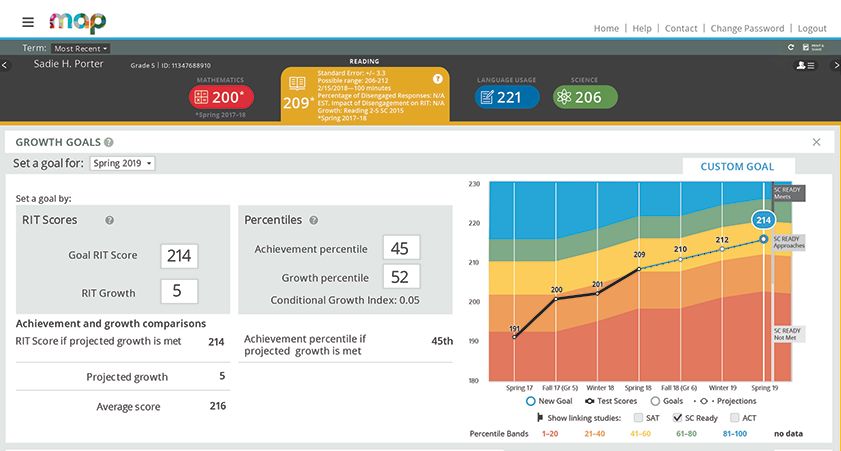 map
Home | Help | Contact | Change Password | Logout
Term: Most Recent
Sadie H. Porter
Grade 5 | ID: 11347688910
MATHEMATICS
200*
*Spring 2017–18
READING
209*
Standard Error: +/– 3.3
Possible range: 206-212
2/15/2018—100 minutes
Percentage of Disengaged Responses: N/A
EST. Impact of Disengagement on RIT: N/A
Growth: Reading 2-5 SC 2015
*Spring 2017–18
LANGUAGE USAGE
221
SCIENCE
206
GROWTH GOALS ?
Set a goal for: Spring 2019
CUSTOM GOAL
Set a goal by:
RIT Scores ?
Goal RIT Score 214
RIT Growth 5
Percentiles ?
Achievement percentile 45
Growth percentile 52
Conditional Growth Index: 0.05
Achievement and growth comparisons
RIT Score if projected growth is met 214
Projected growth 5
Average score 216
Achievement percentile if
projected growth is met 45th
230
220
210
200
190
180
191
200
201
209
210
212
214
SC READY
Meets
SC READY
Approaches
SC READY
Not Met
Spring 17 Fall 17 (Gr 5) Winter 18 Spring 18 Fall 18 (Gr 6) Winter 19 Spring 19
New Goal Test Scores Goals Projections
Show linking studies: SAT SC Ready ACT
Percentile Bands 1–20 21–40 41–60 61–80 81–100 no data